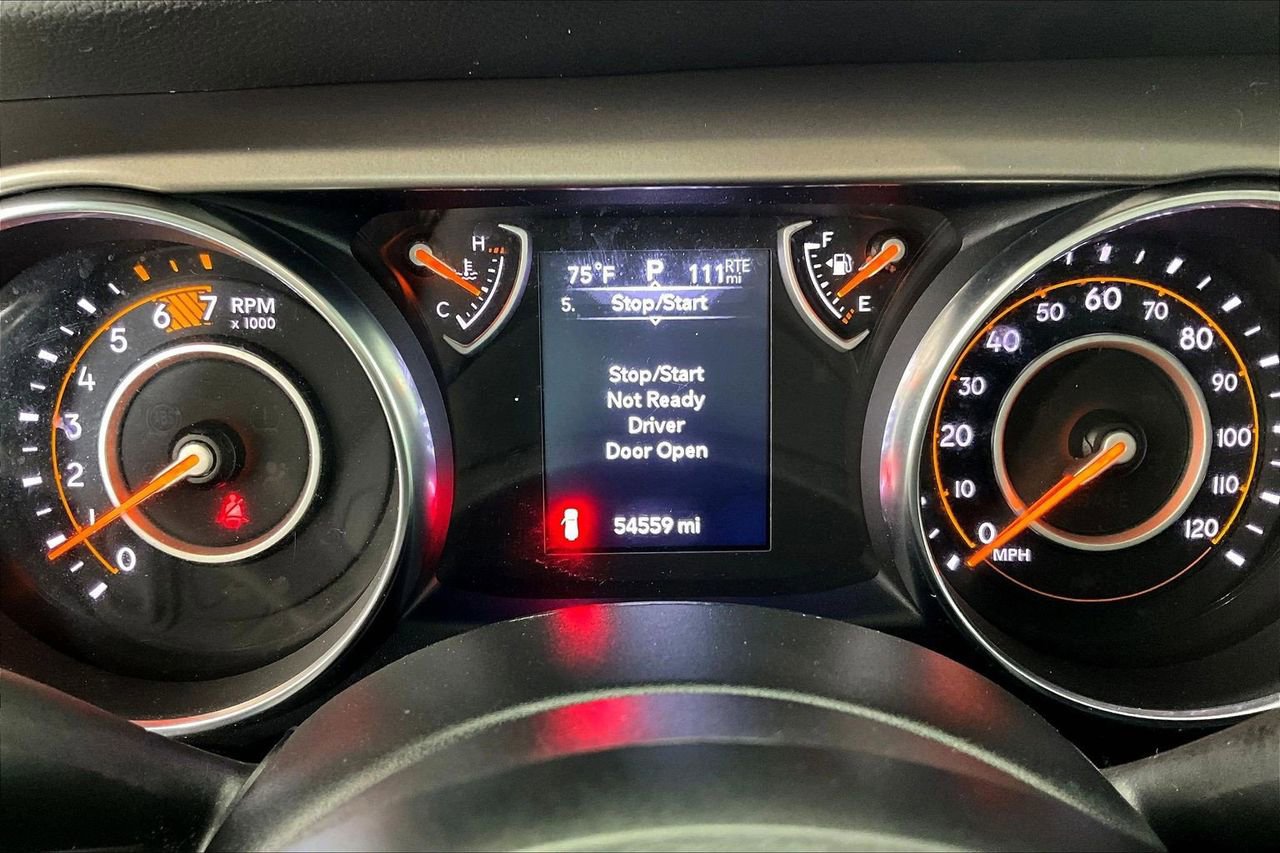 75°F P 111 RTE mi
5. Stop/Start
Stop/Start
Not Ready
Driver
Door Open
54559 mi
0 1 2 3 4 5 6 7
RPM
x 1000
H
C
F
E
0 10 20 30 40 50 60 70 80 90 100 110 120
MPH